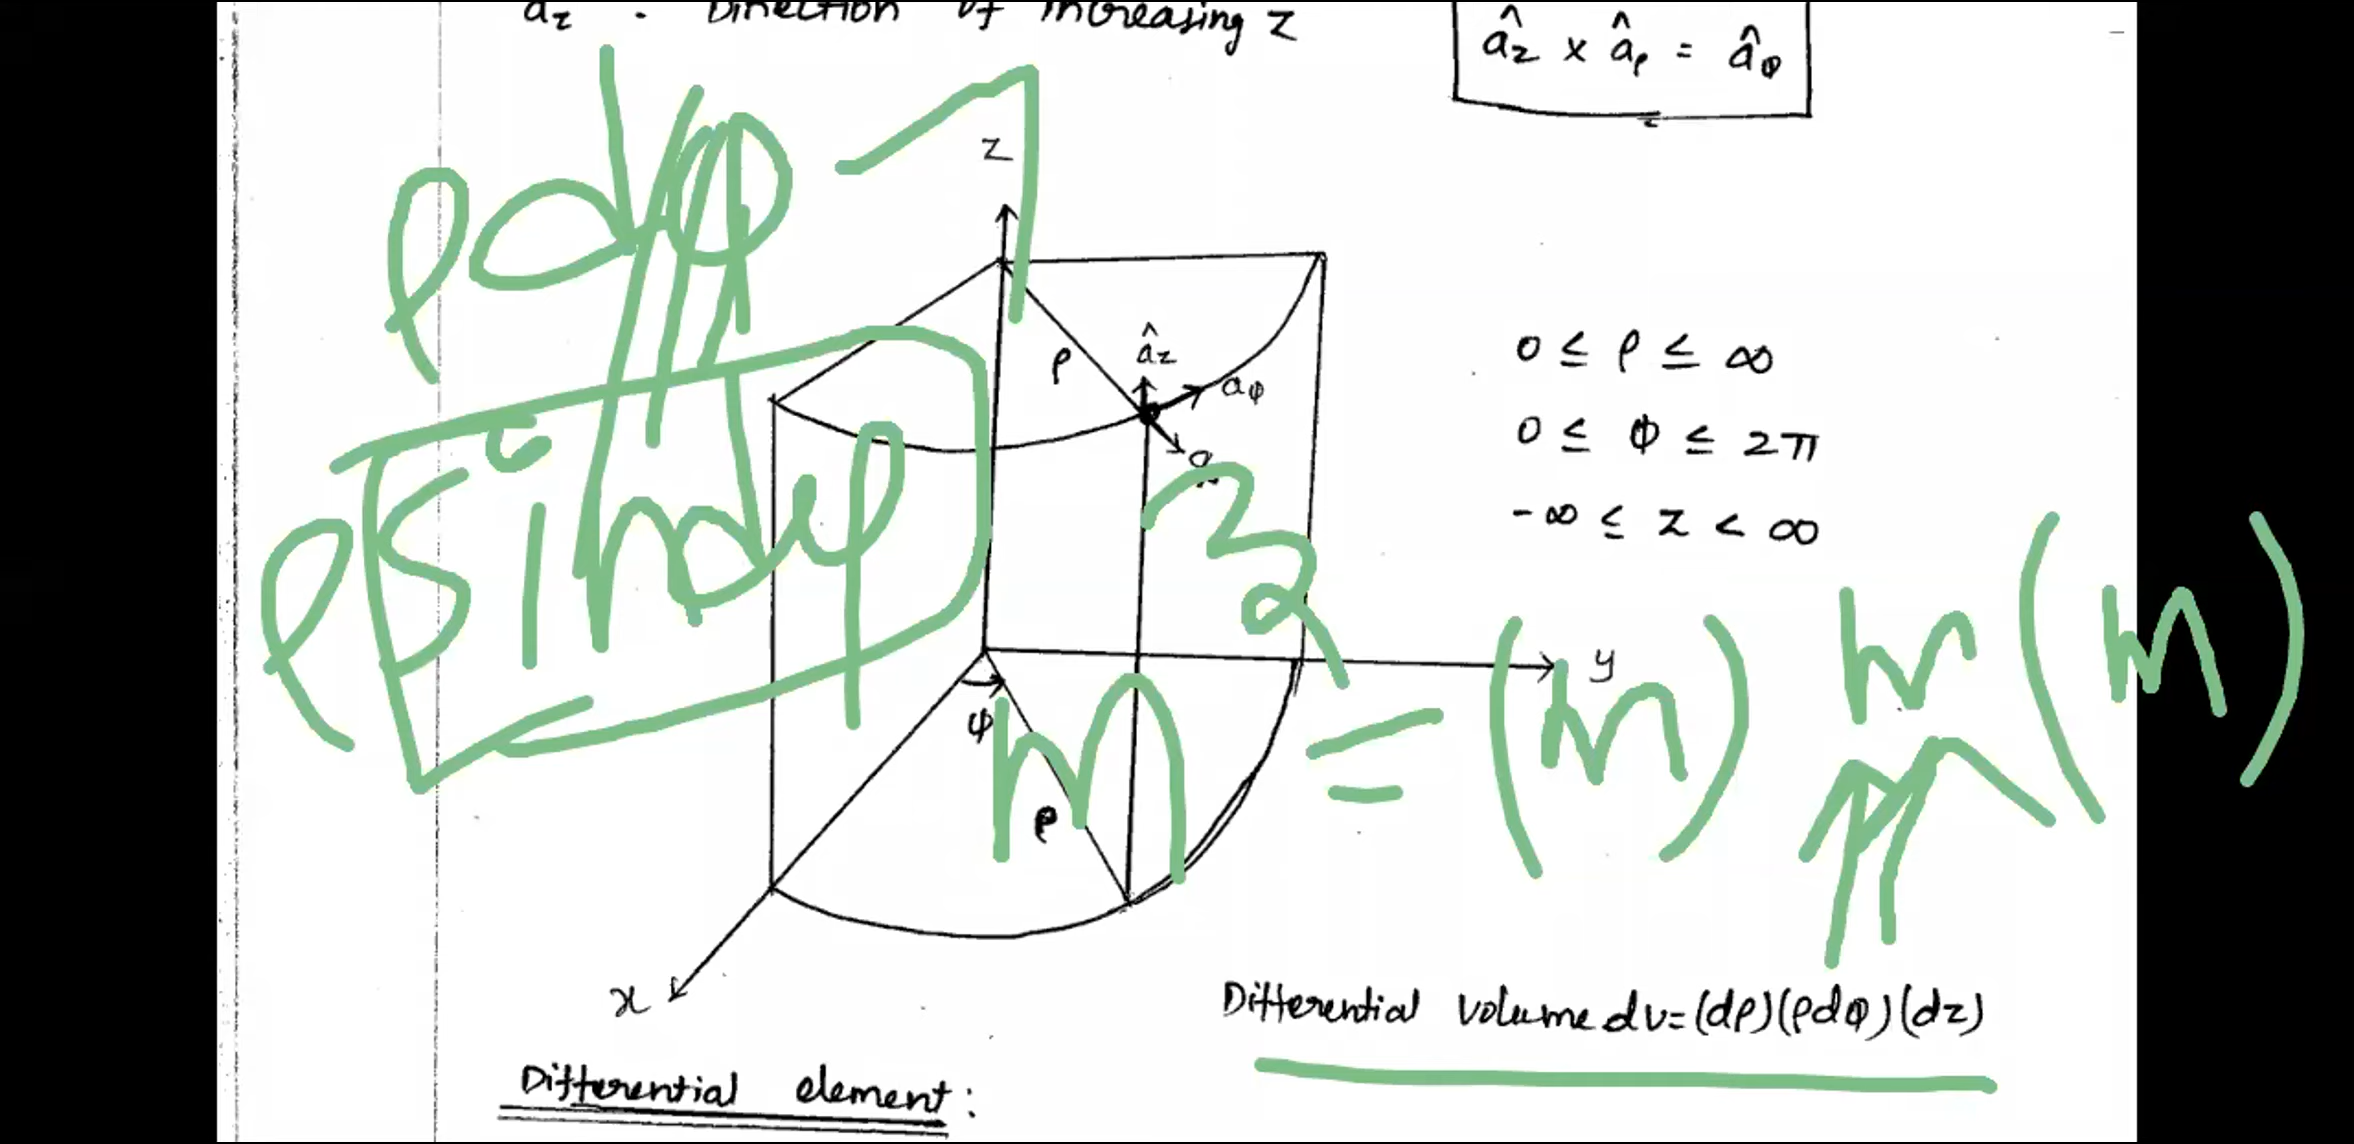 âz : Direction of increasing z
âz x âρ = âφ
z
ρ
âz
aφ
0 ≤ ρ ≤ ∞
0 ≤ φ ≤ 2π
-∞ ≤ z < ∞
y
φ
ρ
x
ρdφ
ρ sin dφ
m³ = (m) m (m)
Differential volume dv=(dρ)(ρdφ)(dz)
Differential element :